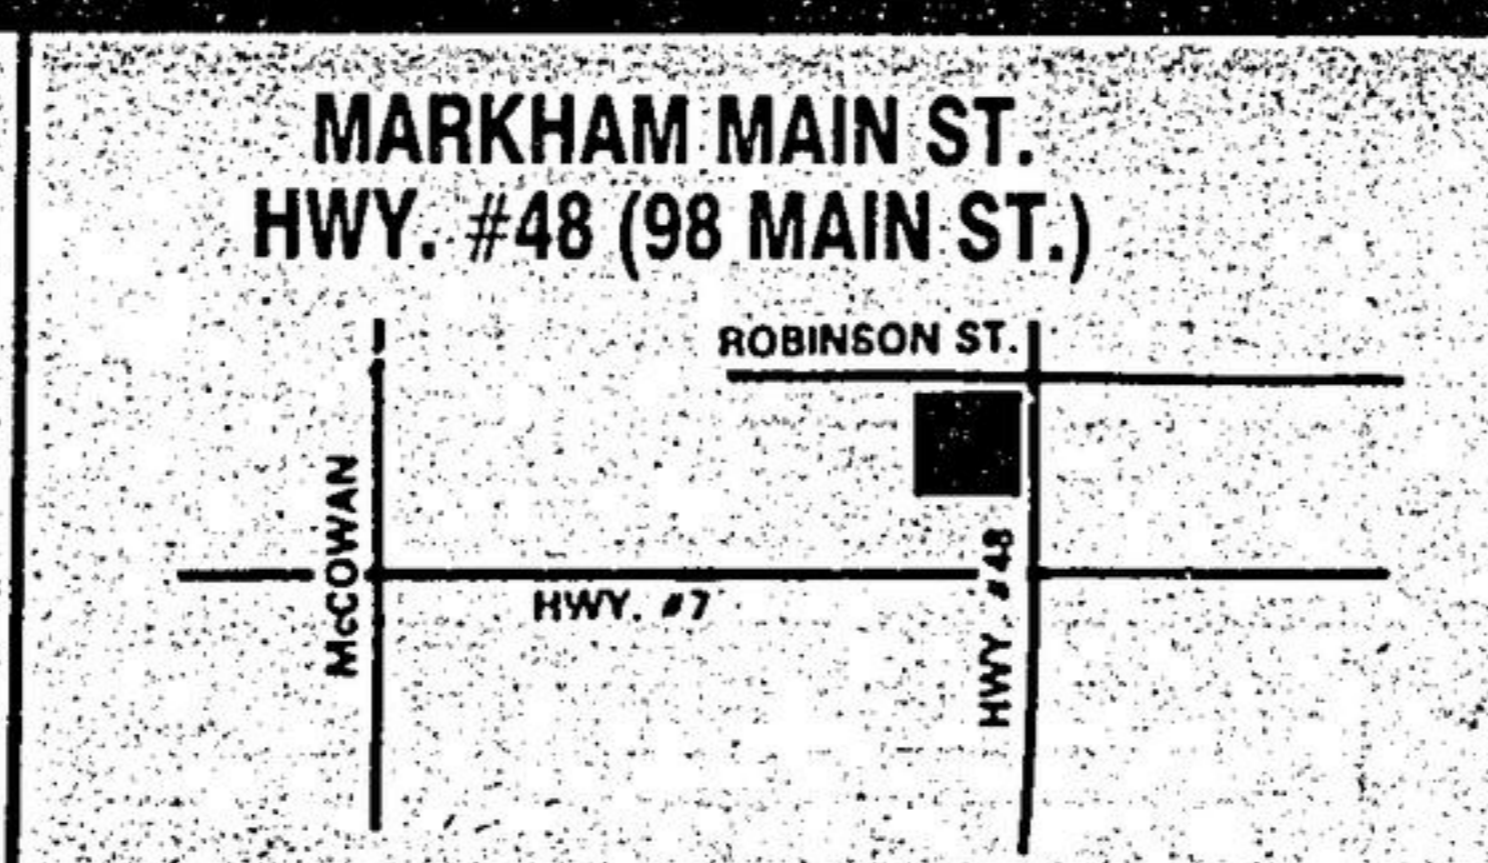 MARKHAM MAIN ST.
HWY. #48 (98 MAIN ST.)
ROBINSON ST.
McCOWAN
HWY. #7
HWY. #48